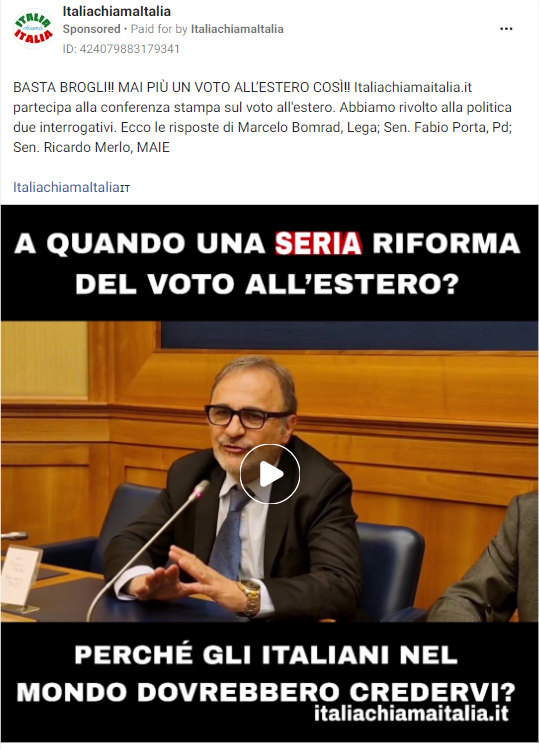 ItaliachiamaItalia
Sponsored • Paid for by ItaliachiamaItalia
ID: 424079883179341
BASTA BROGLI!! MAI PIÙ UN VOTO ALL'ESTERO COSÌ!! Italiachiamaitalia.it
partecipa alla conferenza stampa sul voto all'estero. Abbiamo rivolto alla politica
due interrogativi. Ecco le risposte di Marcelo Bomrad, Lega; Sen. Fabio Porta, Pd;
Sen. Ricardo Merlo, MAIE
ItaliachiamaItaliaIT
A QUANDO UNA SERIA RIFORMA
DEL VOTO ALL'ESTERO?
PERCHÉ GLI ITALIANI NEL
MONDO DOVREBBERO CREDERVI?
italiachiamaitalia.it